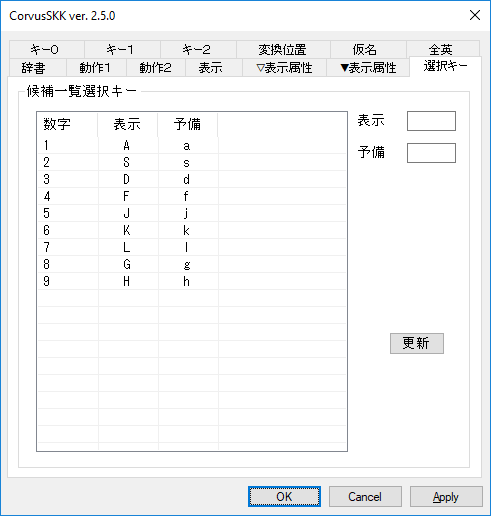 CorvusSKK ver. 2.5.0
キー0 キー1 キー2 変換位置 仮名 全英
辞書 動作1 動作2 表示 ▽表示属性 ▼表示属性 選択キー
候補一覧選択キー
数字 表示 予備
1 A a
2 S s
3 D d
4 F f
5 J j
6 K k
7 L l
8 G g
9 H h
表示
予備
更新
OK Cancel Apply